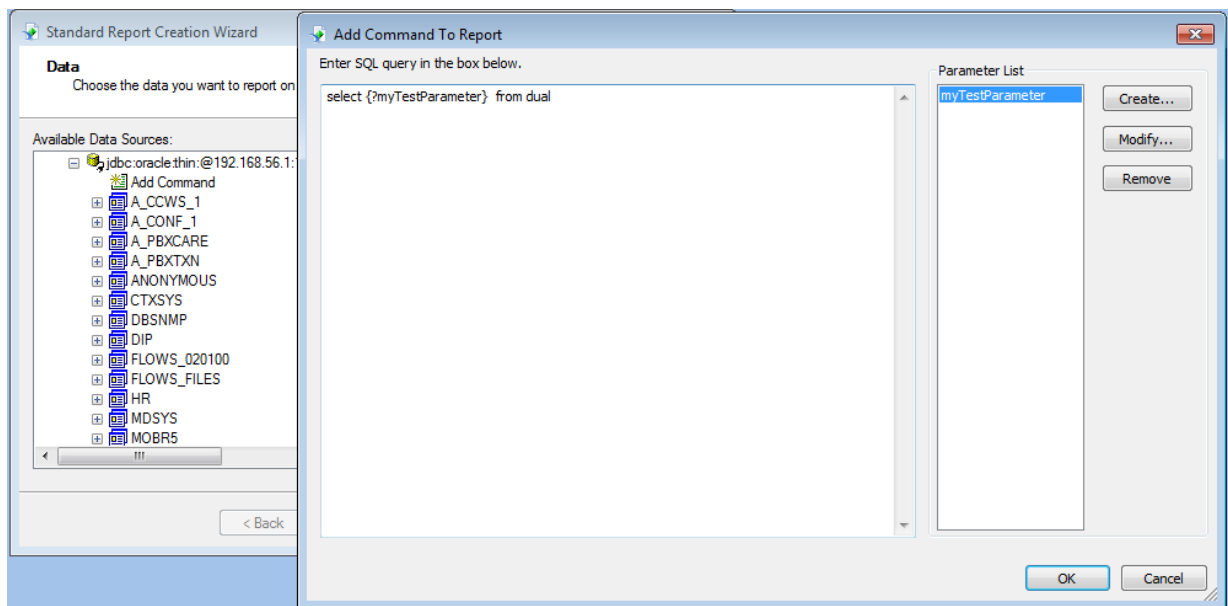 Standard Report Creation Wizard
Data
Choose the data you want to report on
Available Data Sources:
jdbc:oracle:thin:@192.168.56.1:
Add Command
A_CCWS_1
A_CONF_1
A_PBXCARE
A_PBXTXN
ANONYMOUS
CTXSYS
DBSNMP
DIP
FLOWS_020100
FLOWS_FILES
HR
MDSYS
MOBR5
< Back
Add Command To Report
Enter SQL query in the box below.
select {?myTestParameter} from dual
Parameter List
myTestParameter
Create...
Modify...
Remove
OK
Cancel